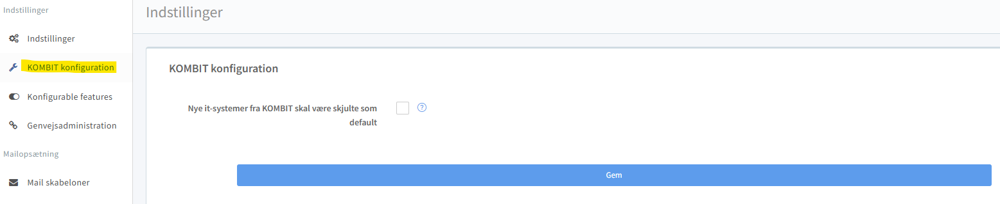 Indstillinger
Indstillinger
KOMBIT konfiguration
Konfigurable features
Genvejsadministration
Mailopsætning
Mail skabeloner
Indstillinger
KOMBIT konfiguration
Nye it-systemer fra KOMBIT skal være skjulte som
default
?
Gem